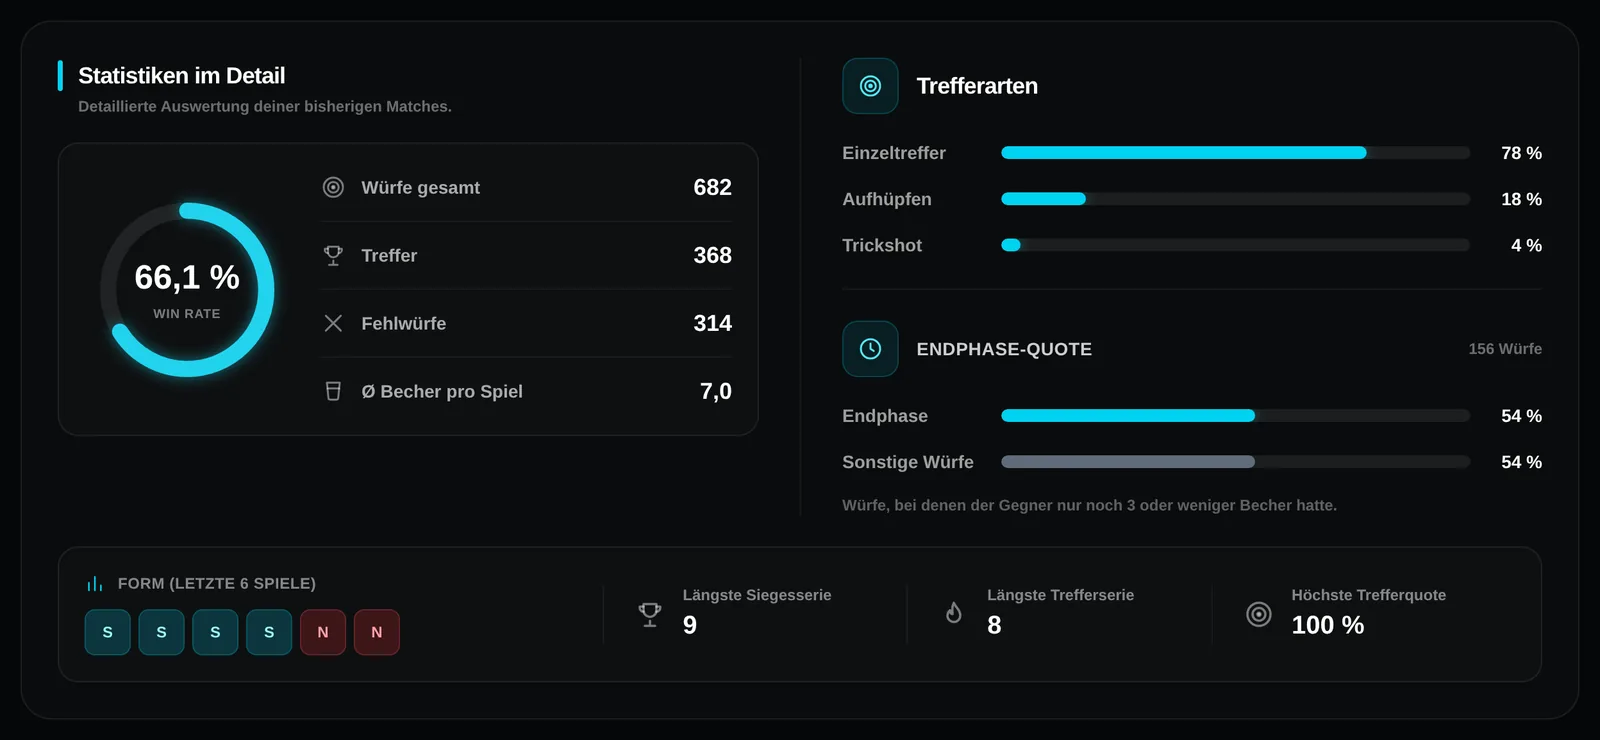 Statistiken im Detail
Detaillierte Auswertung deiner bisherigen Matches.
66,1 %
WIN RATE
Würfe gesamt 682
Treffer 368
Fehlwürfe 314
Ø Becher pro Spiel 7,0
Trefferarten
Einzeltreffer 78 %
Aufhüpfen 18 %
Trickshot 4 %
ENDPHASE-QUOTE 156 Würfe
Endphase 54 %
Sonstige Würfe 54 %
Würfe, bei denen der Gegner nur noch 3 oder weniger Becher hatte.
FORM (LETZTE 6 SPIELE)
S S S S N N
Längste Siegesserie
9
Längste Trefferserie
8
Höchste Trefferquote
100 %